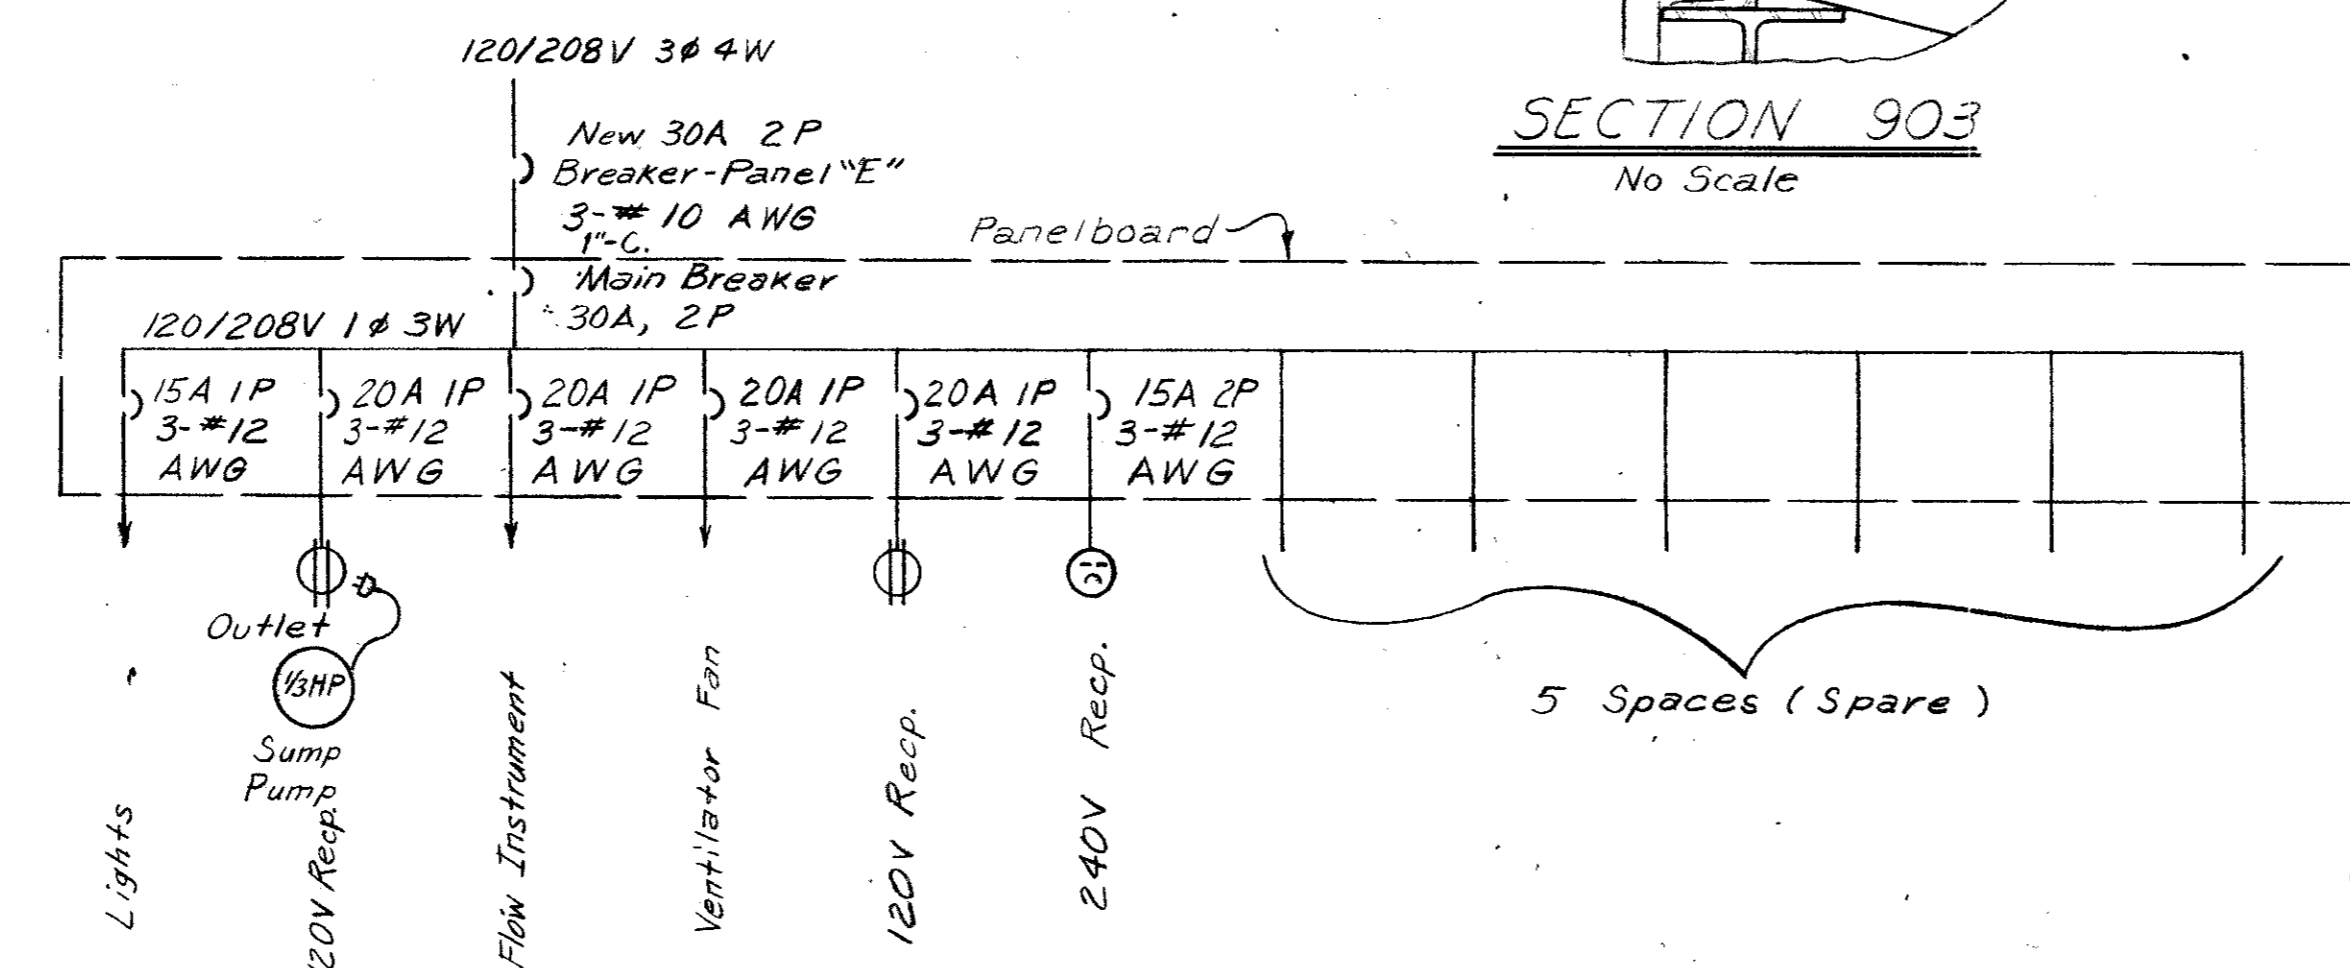 120/208V 3ø 4W
New 30A 2P
Breaker-Panel "E"
3-#10 AWG
1"-C.
SECTION 903
No Scale
Panelboard
Main Breaker
30A, 2P
120/208V 1ø 3W
15A 1P
3-#12
AWG
20A 1P
3-#12
AWG
20A 1P
3-#12
AWG
20A 1P
3-#12
AWG
20A 1P
3-#12
AWG
15A 2P
3-#12
AWG
Outlet
1/3HP
Sump
Pump
Lights
120V Recp.
Flow Instrument
Ventilator Fan
120V Recp.
240V Recp.
5 Spaces (Spare)